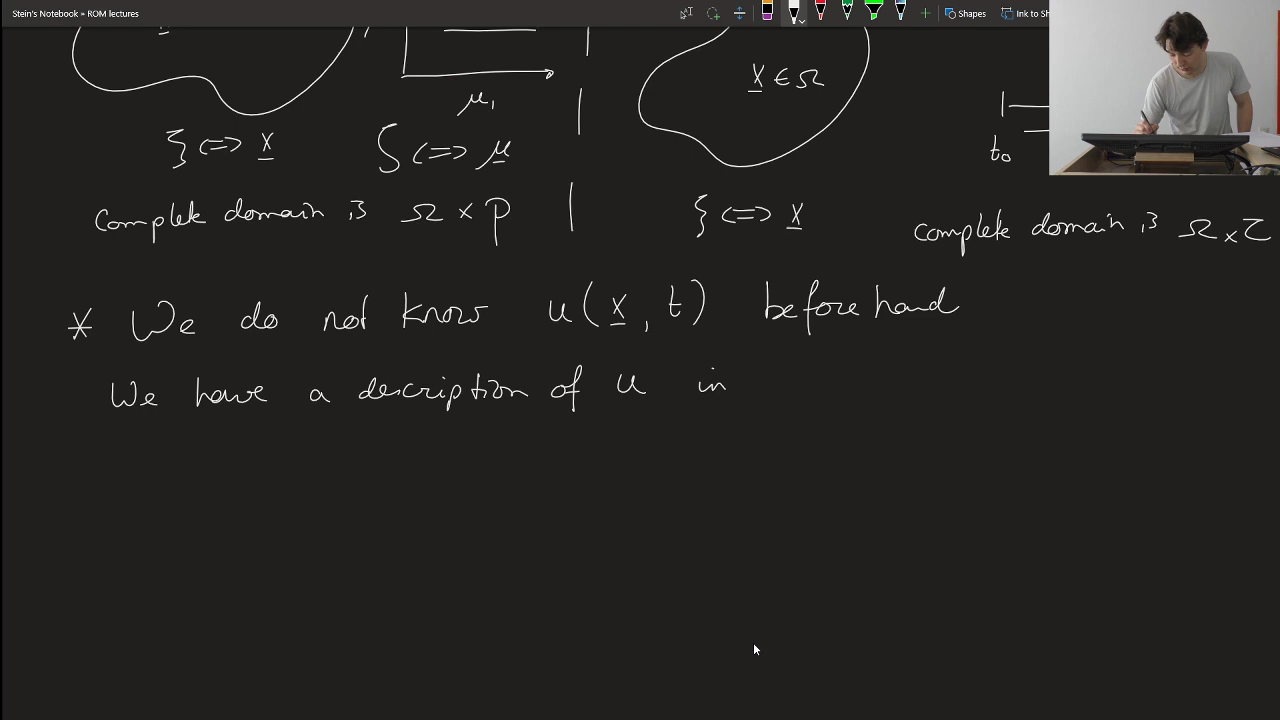 Stein's Notebook » ROM lectures
Shapes
Ink to Sh
x ∈ Ω
μ₁
t₀
ξ <=> x
ζ <=> μ
complete domain is Ω × P
ξ <=> x
complete domain is Ω × T
* We do not know u(x, t) beforehand
We have a description of u in